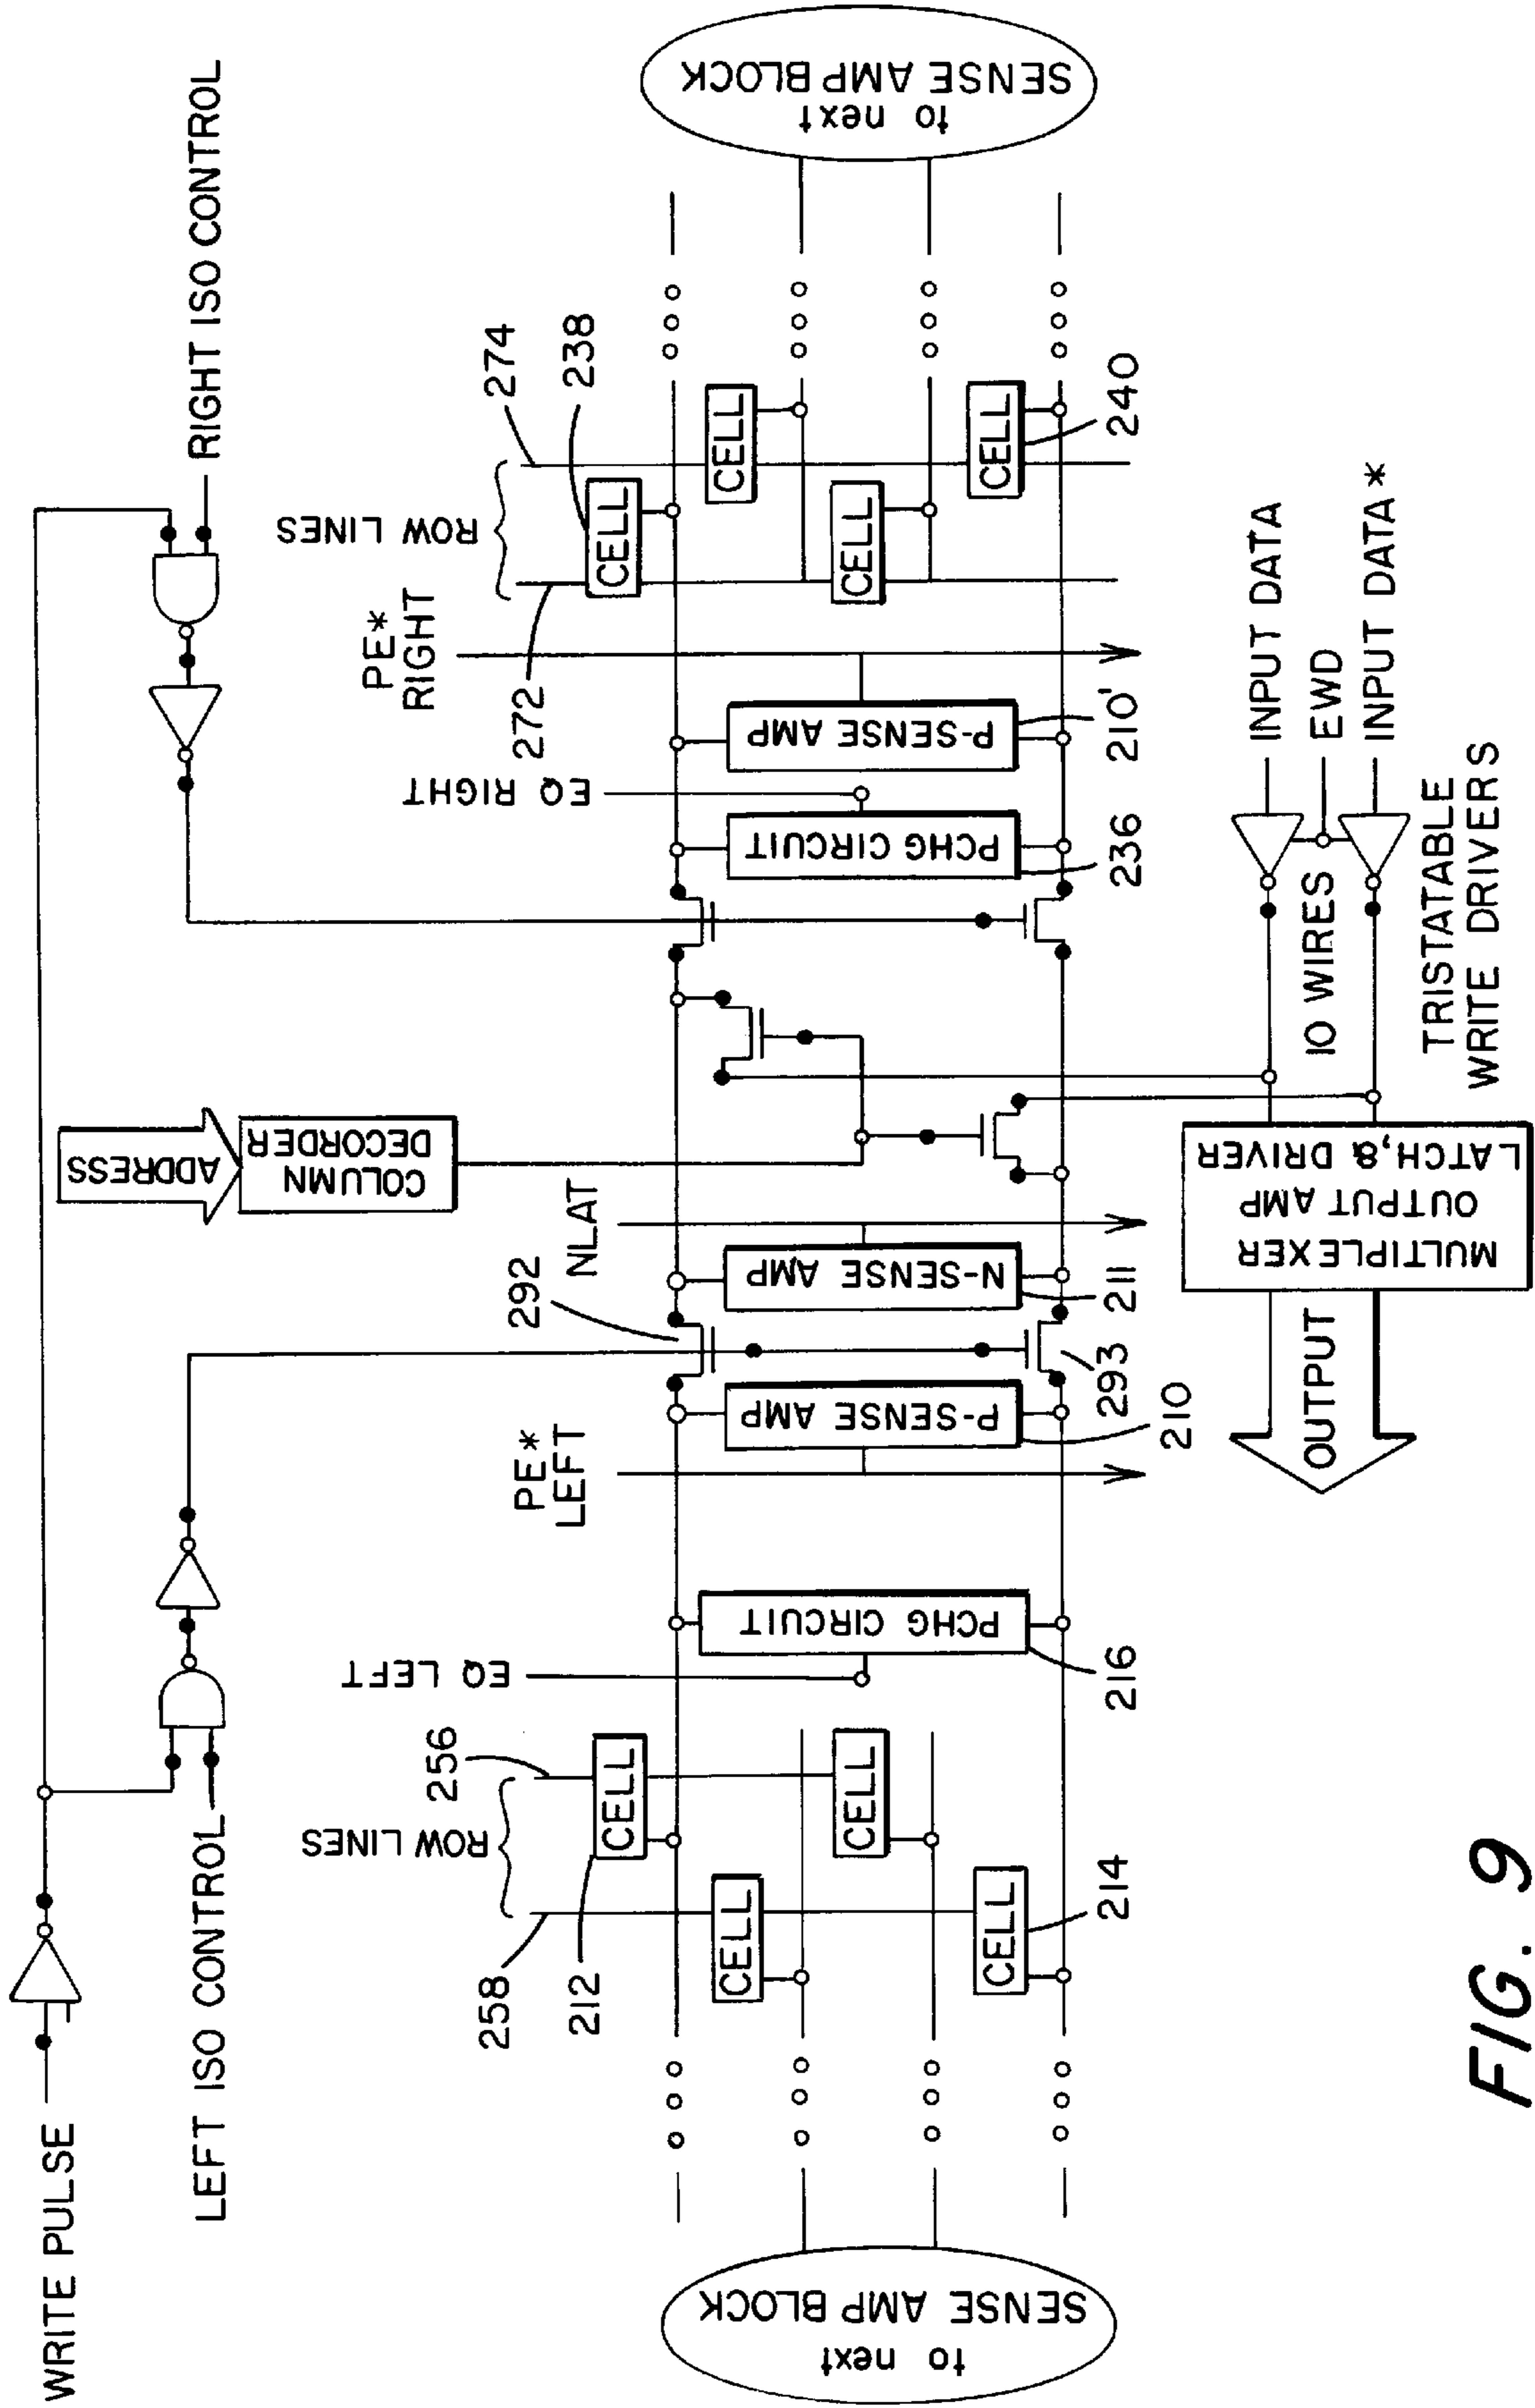 WRITE PULSE
LEFT ISO CONTROL
RIGHT ISO CONTROL
ADDRESS
COLUMN
DECORDER
258
212
ROW LINES
256
EQ LEFT
PE*
LEFT
292
NLAT
EQ RIGHT
272
PE*
RIGHT
ROW LINES
238
274
to next
SENSE AMP BLOCK
CELL
CELL
CELL
CELL
PCHG CIRCUIT
P-SENSE AMP
N-SENSE AMP
PCHG CIRCUIT
P-SENSE AMP
CELL
CELL
CELL
CELL
to next
SENSE AMP BLOCK
214
216
210
293
211
236
210'
240
OUTPUT
MULTIPLEXER
OUTPUT AMP
LATCH,& DRIVER
IO WIRES
INPUT DATA
EWD
INPUT DATA *
TRISTATABLE
WRITE DRIVERS
FIG. 9